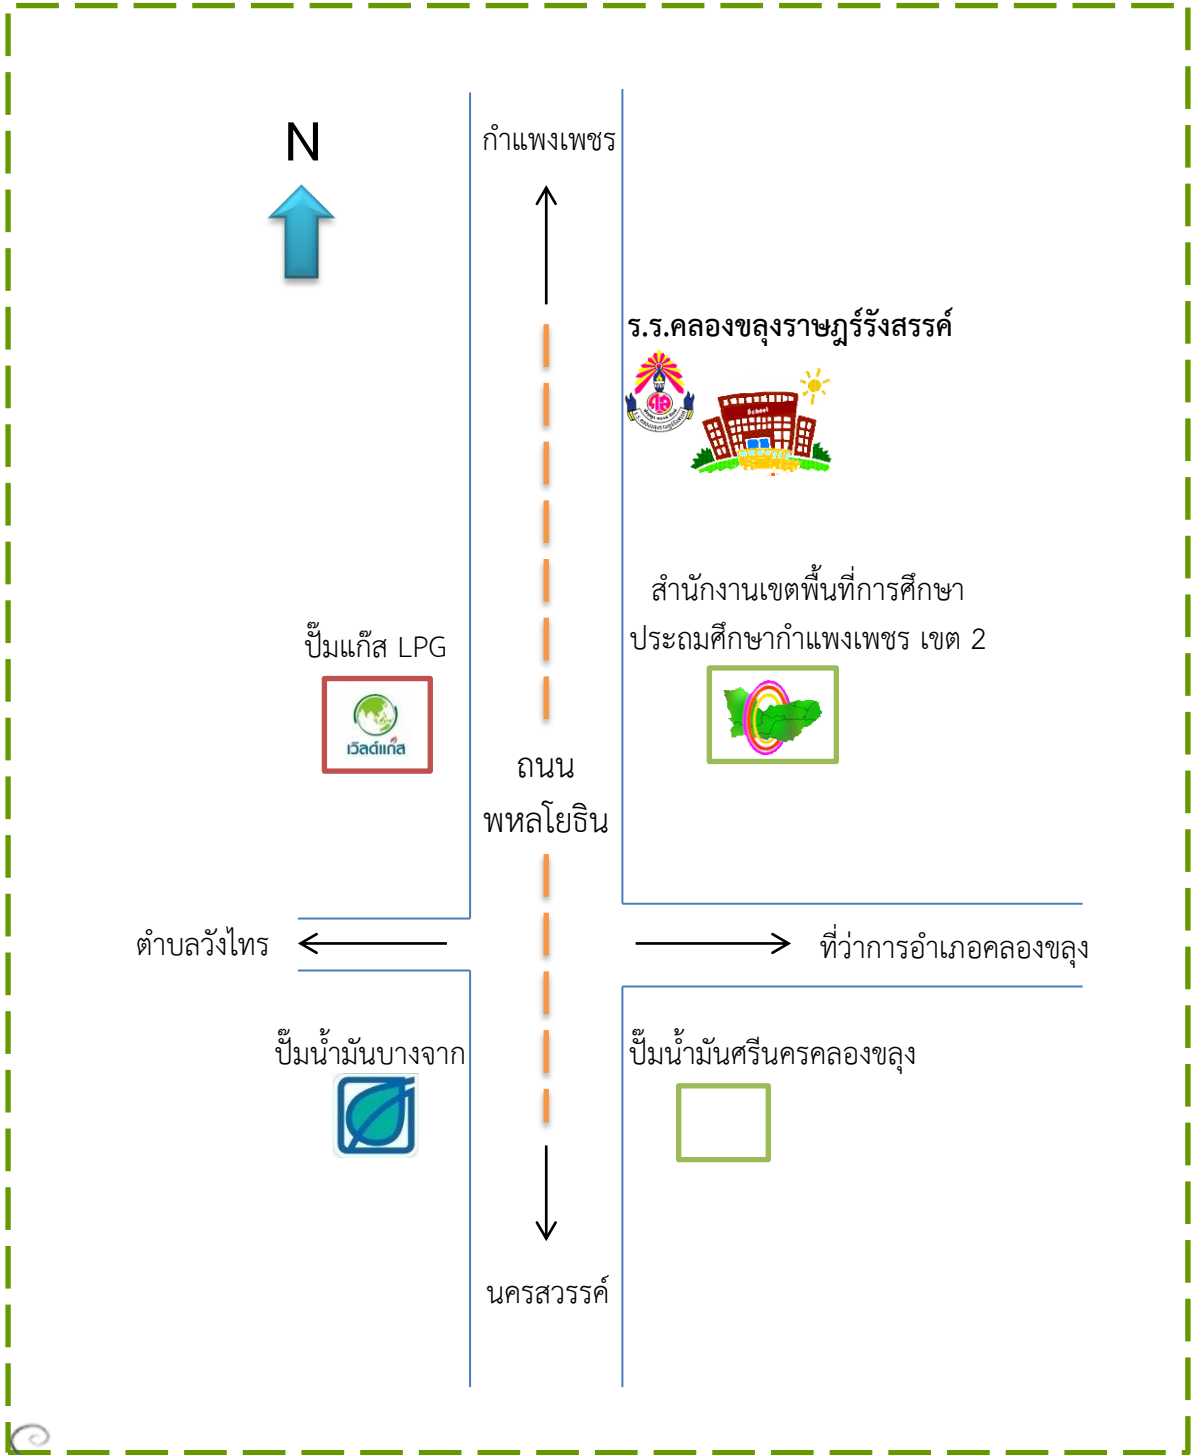 N
กำแพงเพชร
ร.ร.คลองขลุงราษฎร์รังสรรค์
School
สำนักงานเขตพื้นที่การศึกษา
ประถมศึกษากำแพงเพชร เขต 2
ปั๊มแก๊ส LPG
เวิลด์แก๊ส
ถนน
พหลโยธิน
ตำบลวังไทร
ที่ว่าการอำเภอคลองขลุง
ปั๊มน้ำมันบางจาก
ปั๊มน้ำมันศรีนครคลองขลุง
นครสวรรค์